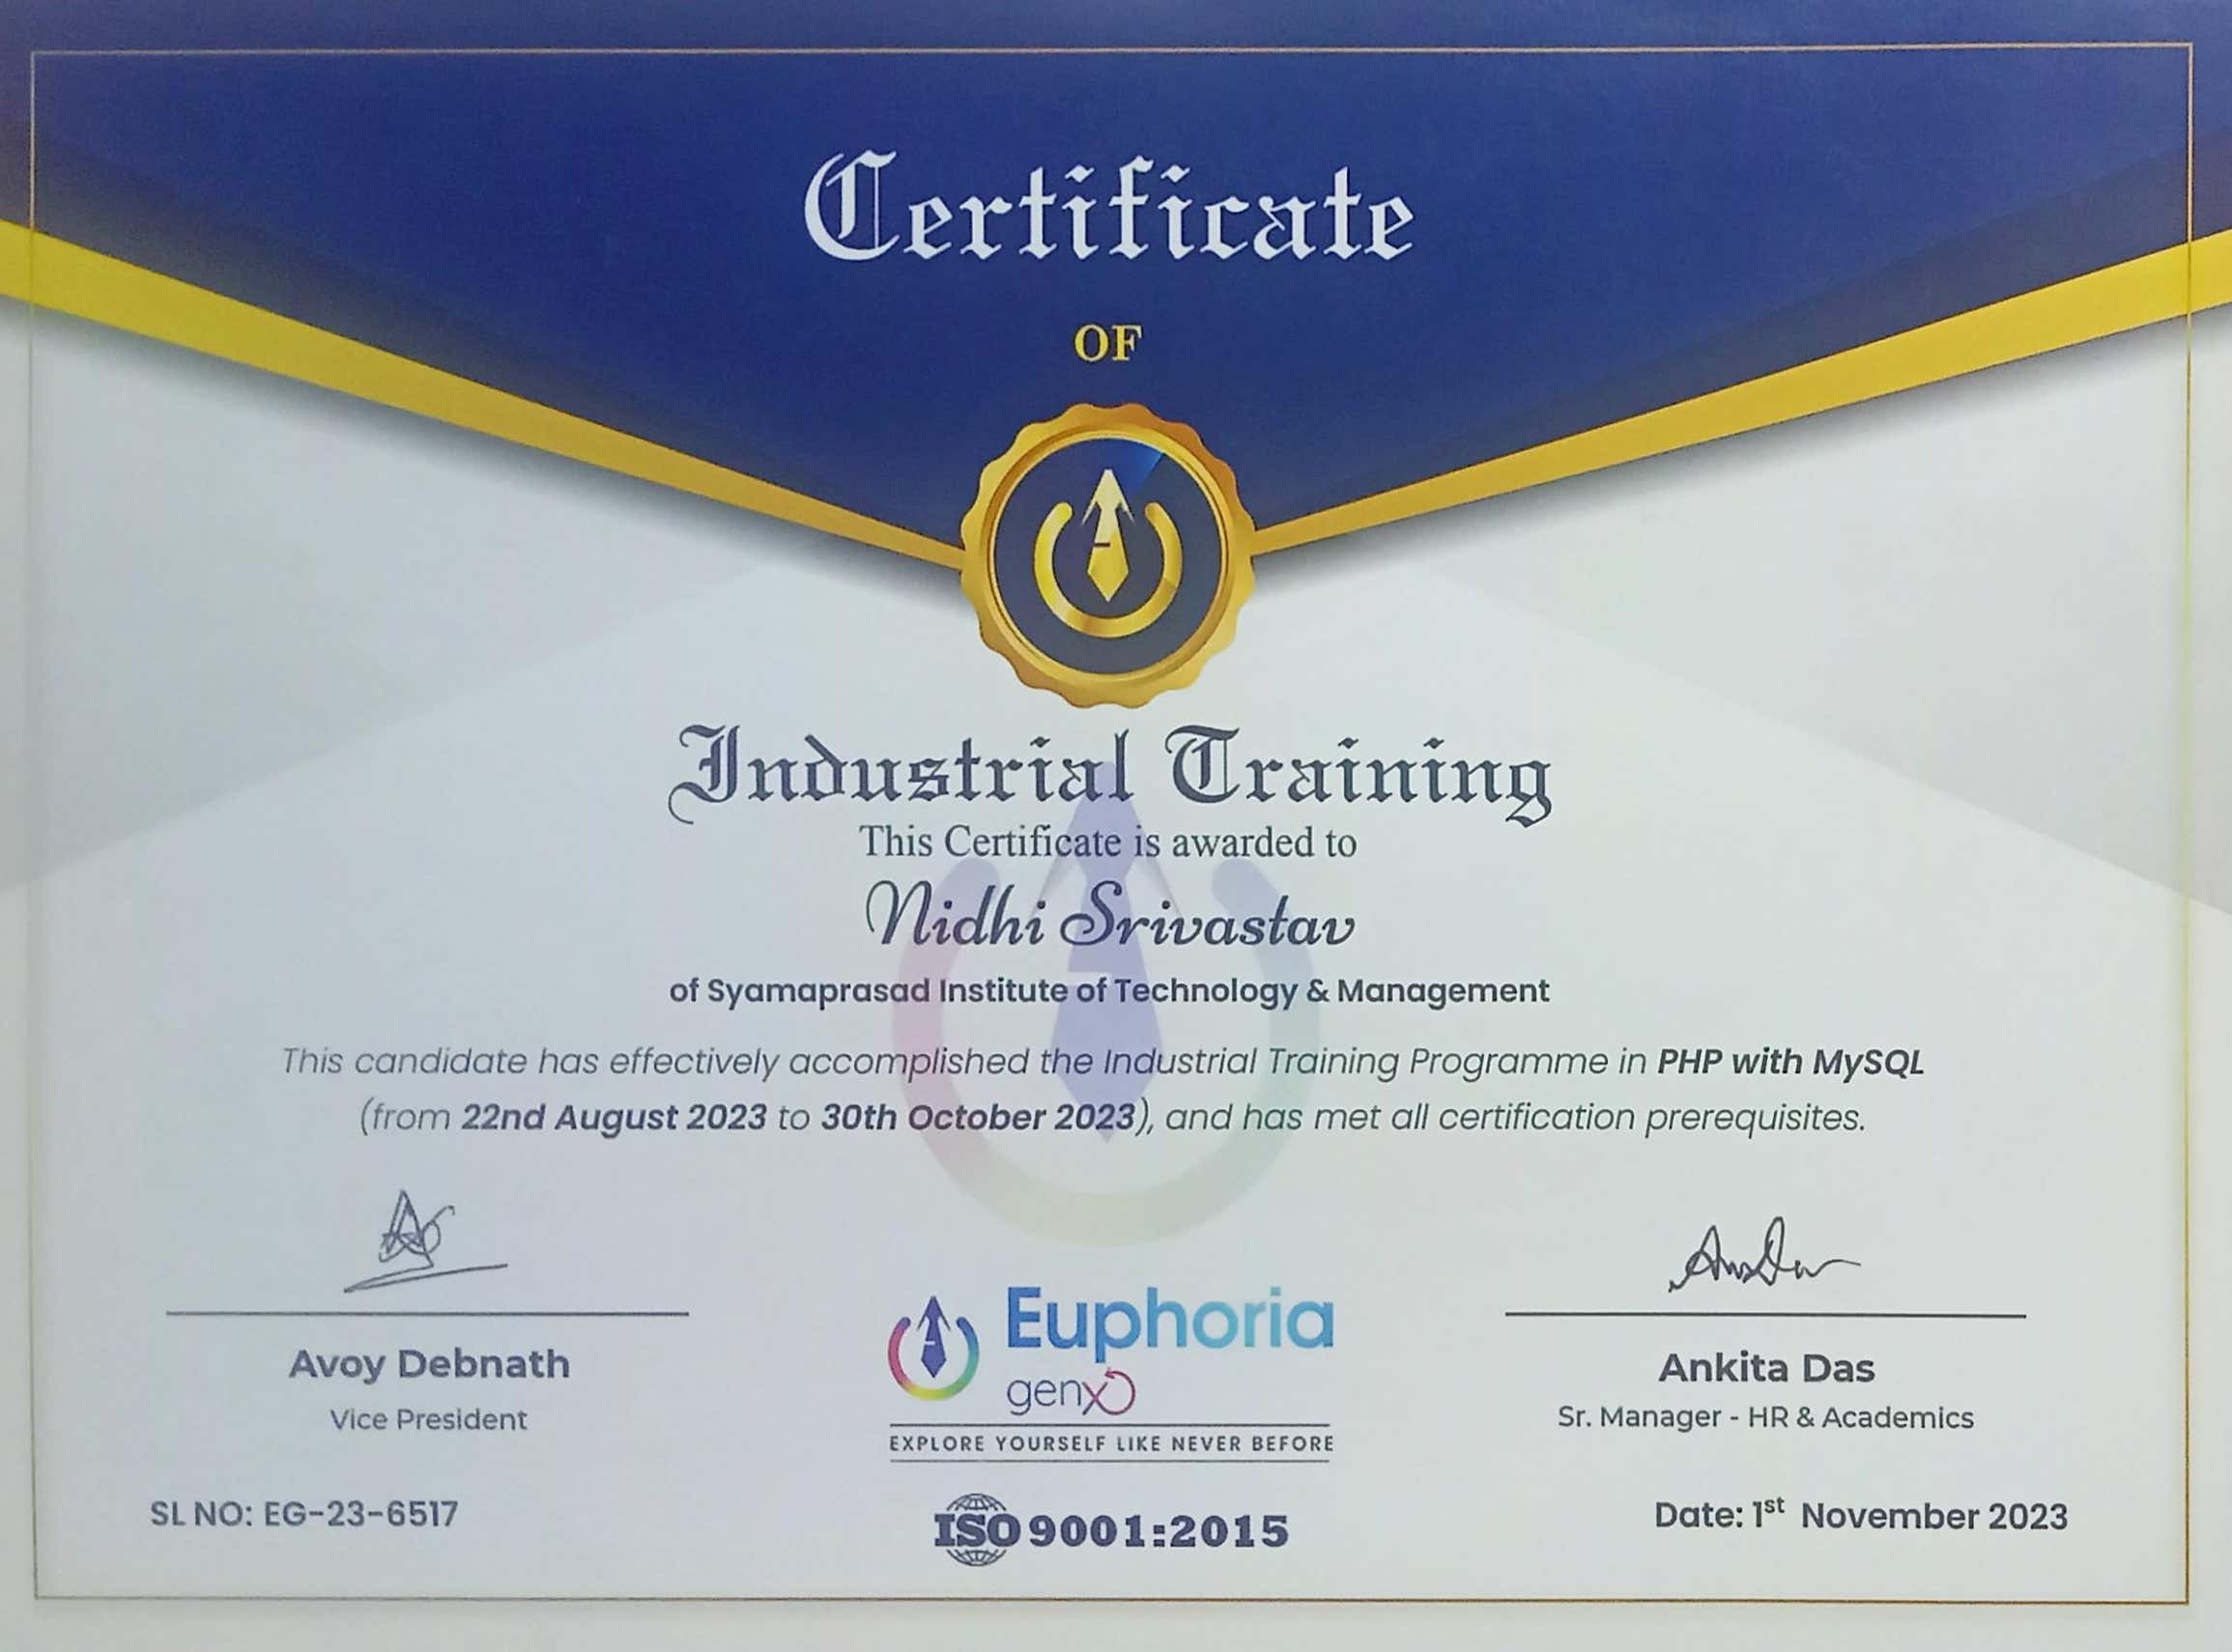 Certificate
OF
Industrial Training
This Certificate is awarded to
Nidhi Srivastav
of Syamaprasad Institute of Technology & Management
This candidate has effectively accomplished the Industrial Training Programme in PHP with MySQL
(from 22nd August 2023 to 30th October 2023), and has met all certification prerequisites.
Avoy Debnath
Vice President
Euphoria
genx
EXPLORE YOURSELF LIKE NEVER BEFORE
Ankita Das
Sr. Manager - HR & Academics
SL NO: EG-23-6517
ISO 9001:2015
Date: 1st November 2023